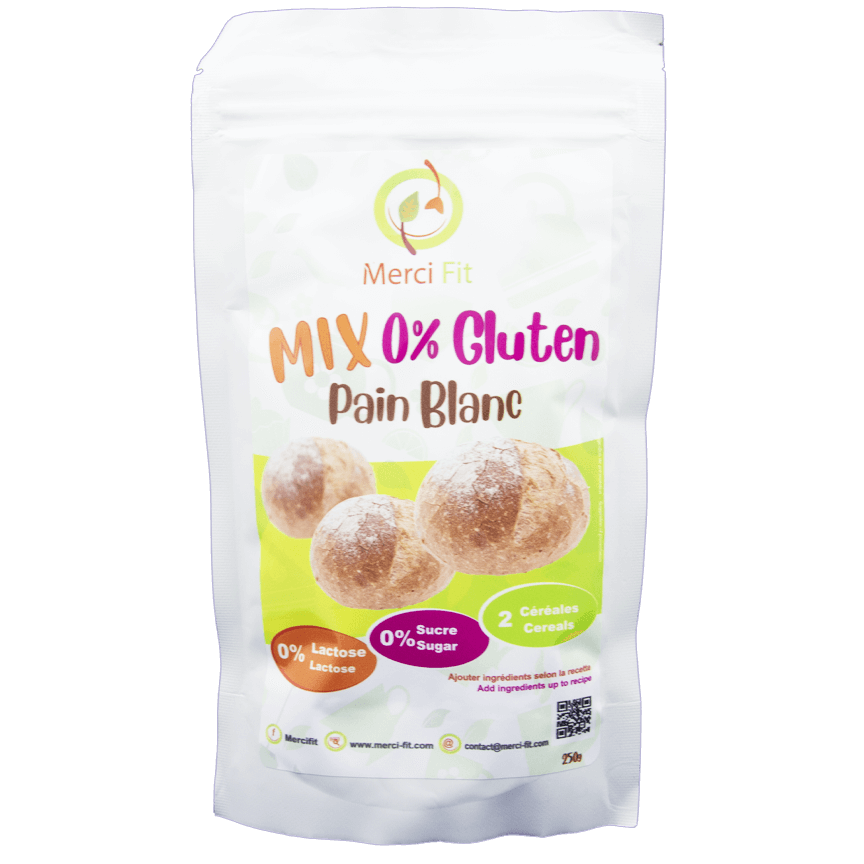 Merci Fit
MIX 0% Gluten
Pain Blanc
2 Céréales
Cereals
0% Sucre
Sugar
0% Lactose
Lactose
Ajouter ingrédients selon la recette
Add ingredients up to recipe
Mercifit www.merci-fit.com contact@merci-fit.com
250g